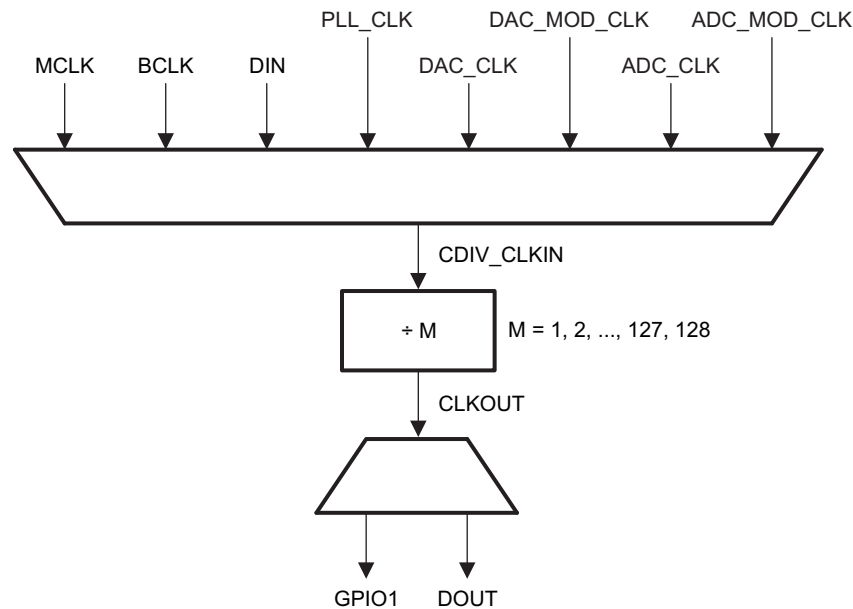 PLL_CLK DAC_MOD_CLK ADC_MOD_CLK
MCLK BCLK DIN DAC_CLK ADC_CLK
CDIV_CLKIN
÷ M
M = 1, 2, ..., 127, 128
CLKOUT
GPIO1 DOUT